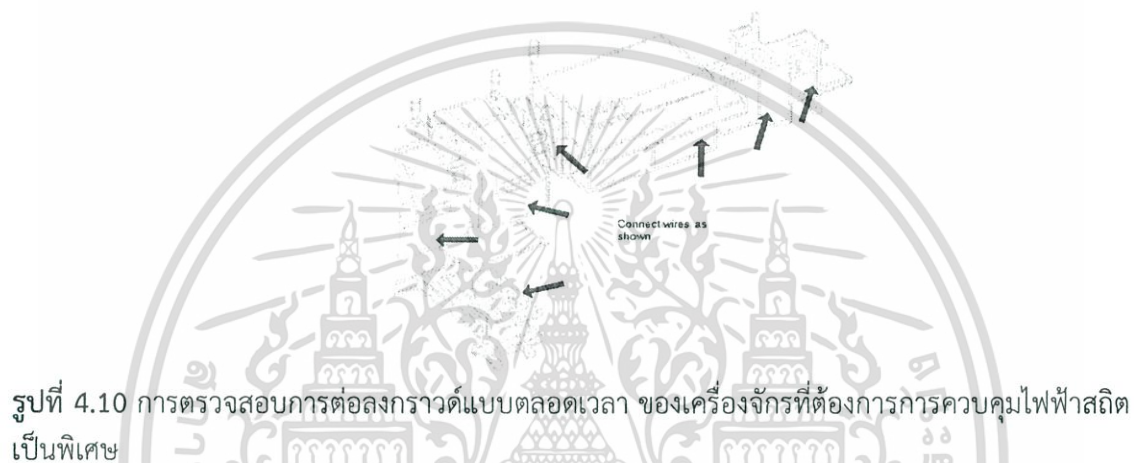 Connect wires as
shown
รูปที่ 4.10 การตรวจสอบการต่อลงกราวด์แบบตลอดเวลา ของเครื่องจักรที่ต้องการการควบคุมไฟฟ้าสถิต
เป็นพิเศษ